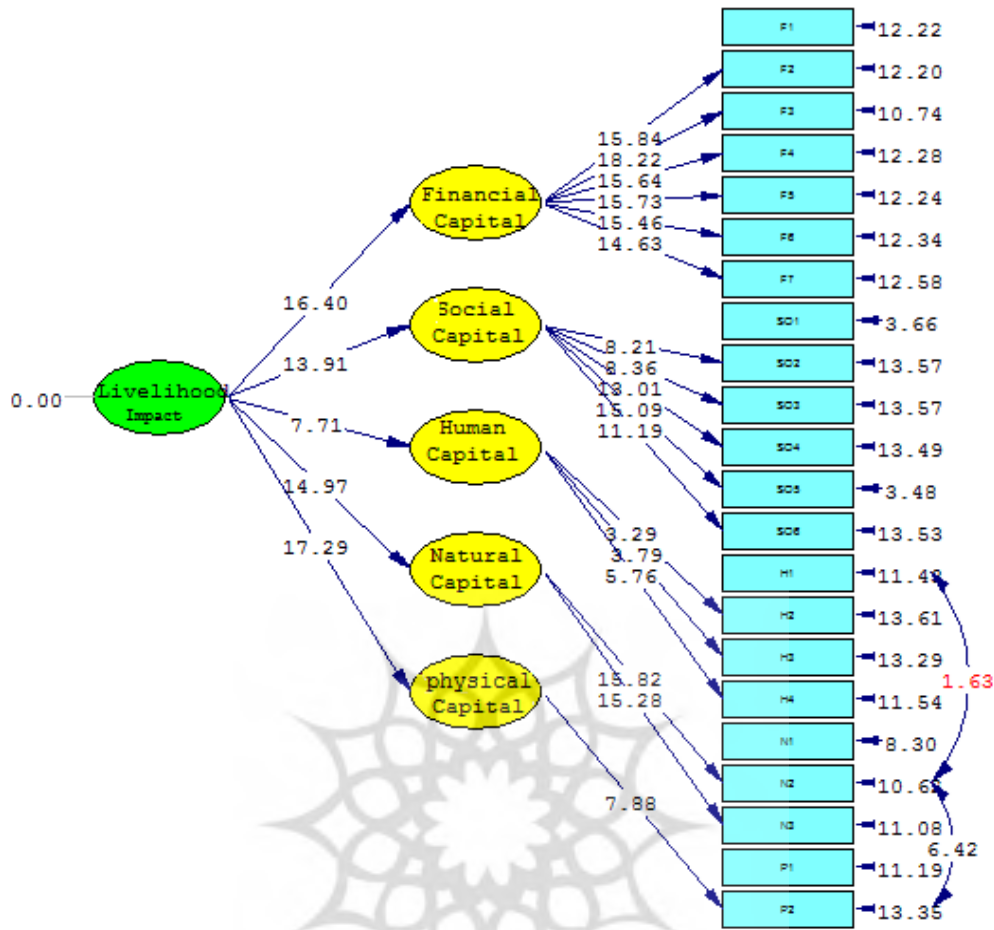 0.00
Livelihood
Impact
16.40
13.91
7.71
14.97
17.29
Financial
Capital
Social
Capital
Human
Capital
Natural
Capital
physical
Capital
15.84
18.22
15.64
15.73
15.46
14.63
8.21
8.36
13.01
15.09
11.19
3.29
3.79
5.76
15.82
15.28
7.88
F1 12.22
F2 12.20
F3 10.74
F4 12.28
F5 12.24
F6 12.34
F7 12.58
SO1 3.66
SO2 13.57
SO3 13.57
SO4 13.49
SO5 3.48
SO6 13.53
H1
H2 13.61
H3 13.29
H4 11.54
N1 8.30
N2
N3 11.08
P1 11.19
P2 13.35
1.63
6.42